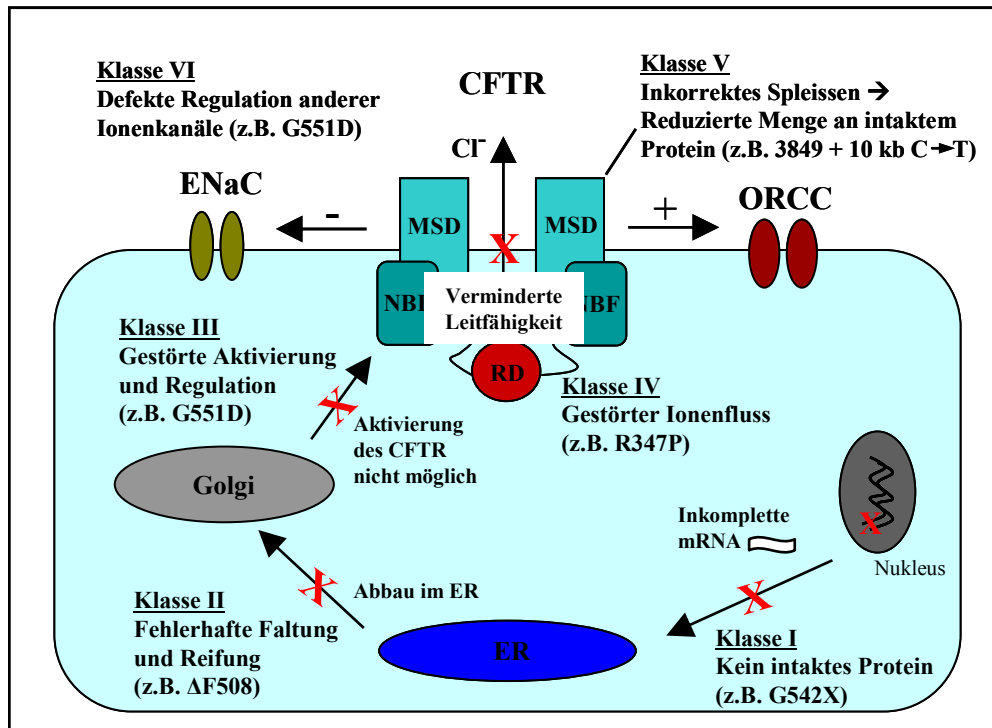 Klasse VI
Defekte Regulation anderer
Ionenkanäle (z.B. G551D)
CFTR
Klasse V
Inkorrektes Spleissen →
Reduzierte Menge an intaktem
Protein (z.B. 3849 + 10 kb C→T)
Cl⁻
ENaC
-
MSD
MSD
+
ORCC
X
NBF
Verminderte
Leitfähigkeit
RD
Klasse III
Gestörte Aktivierung
und Regulation
(z.B. G551D)
X
Aktivierung
des CFTR
nicht möglich
Klasse IV
Gestörter Ionenfluss
(z.B. R347P)
Golgi
Inkomplette
mRNA
X
Nukleus
X
Abbau im ER
Klasse II
Fehlerhafte Faltung
und Reifung
(z.B. ΔF508)
ER
X
Klasse I
Kein intaktes Protein
(z.B. G542X)